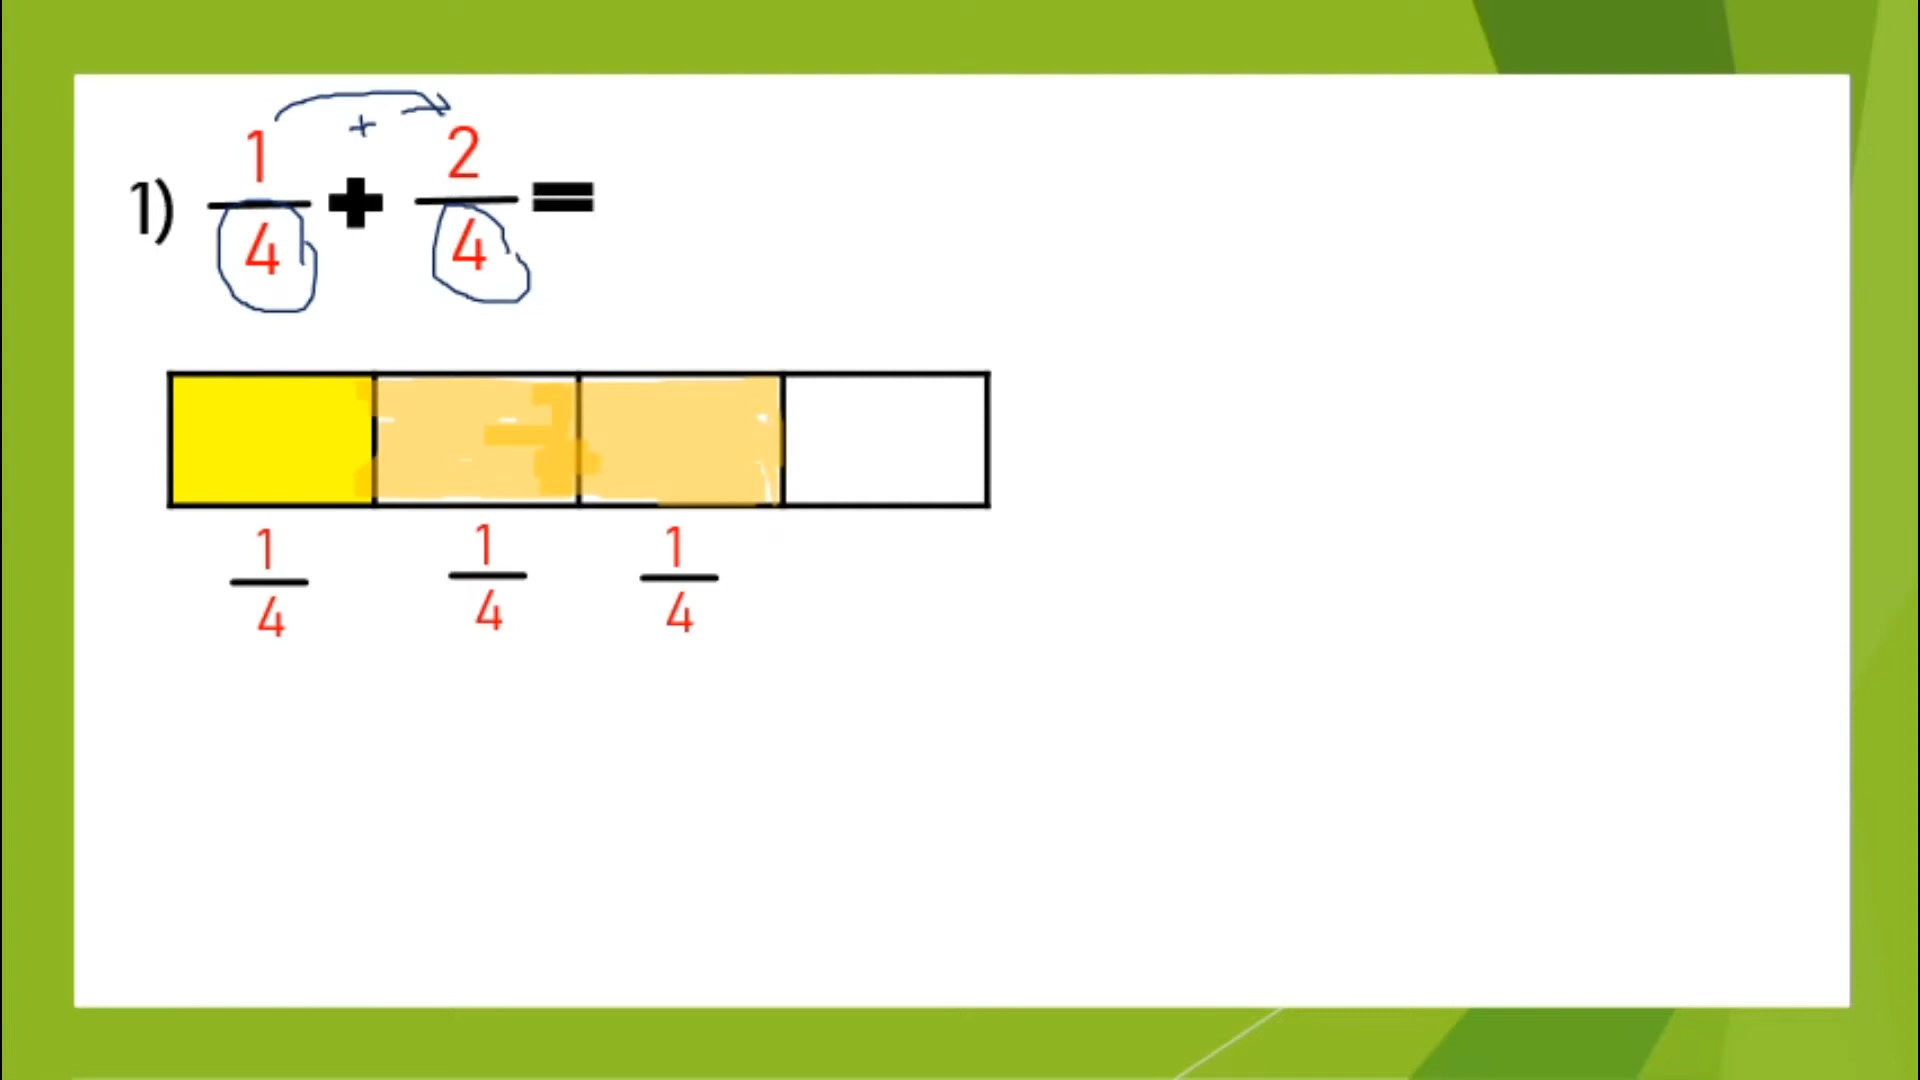 +
1) 1/4 + 2/4 =
1/4 1/4 1/4